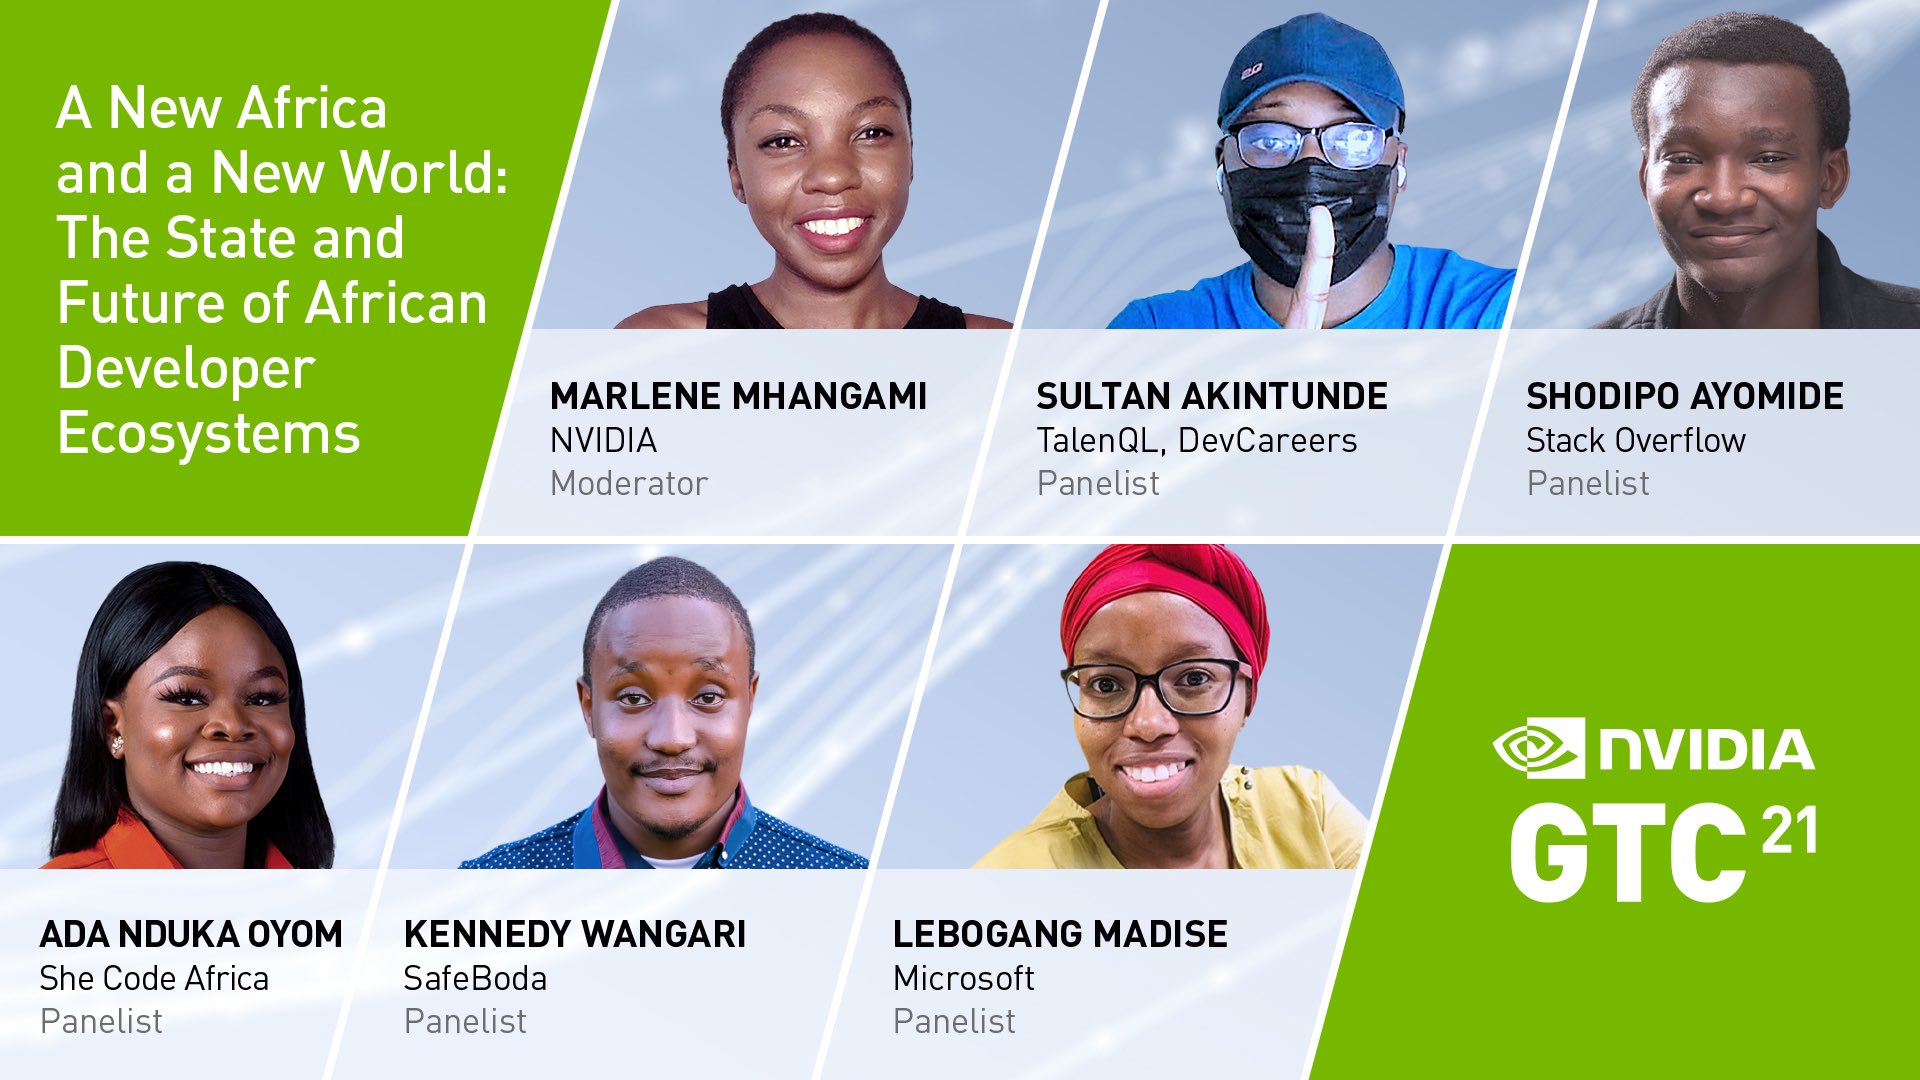 A New Africa
and a New World:
The State and
Future of African
Developer
Ecosystems
MARLENE MHANGAMI
NVIDIA
Moderator
SULTAN AKINTUNDE
TalenQL, DevCareers
Panelist
SHODIPO AYOMIDE
Stack Overflow
Panelist
ADA NDUKA OYOM
She Code Africa
Panelist
KENNEDY WANGARI
SafeBoda
Panelist
LEBOGANG MADISE
Microsoft
Panelist
NVIDIA
GTC 21